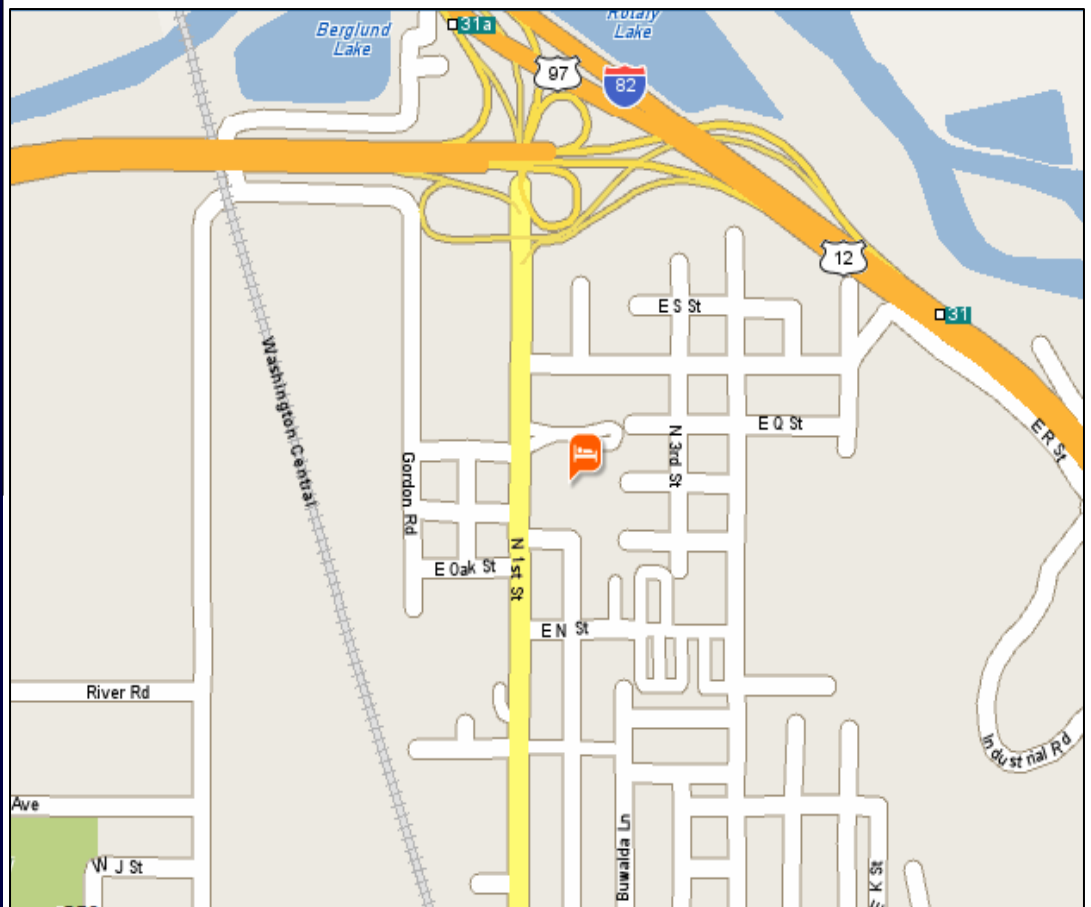 Berglund
Lake
31a
Rotary
Lake
97
82
12
31
E S St
Washington Central
Gordon Rd
N 3rd St
E Q St
E R St
N 1st St
E Oak St
E N St
River Rd
Industrial Rd
Ave
W J St
Buwalda Ln
E K St